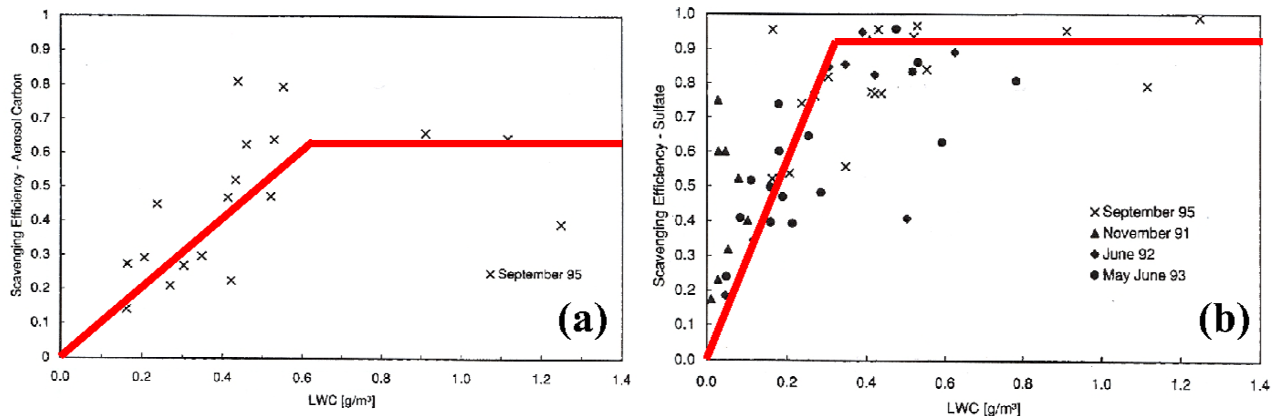 1
0.9
0.8
0.7
0.6
0.5
0.4
0.3
0.2
0.1
0
Scavenging Efficiency - Aerosol Carbon
× September 95
(a)
0.0 0.2 0.4 0.6 0.8 1.0 1.2 1.4
LWC [g/m³]
1.0
0.9
0.8
0.7
0.6
0.5
0.4
0.3
0.2
0.1
0.0
Scavenging Efficiency - Sulfate
× September 95
▲ November 91
◆ June 92
● May June 93
(b)
0.0 0.2 0.4 0.6 0.8 1.0 1.2 1.4
LWC [g/m³]